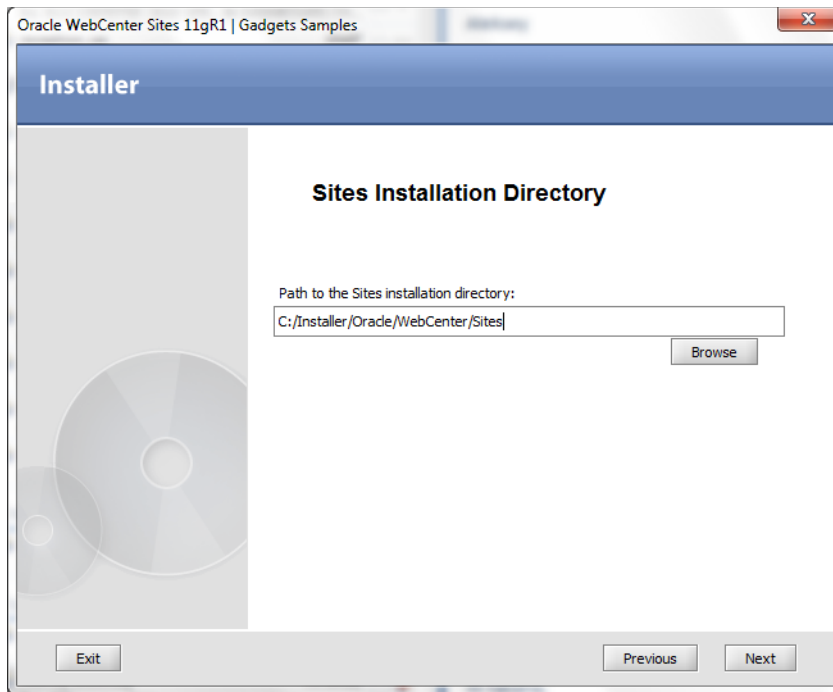 Oracle WebCenter Sites 11gR1 | Gadgets Samples
Installer
Sites Installation Directory
Path to the Sites installation directory:
C:/Installer/Oracle/WebCenter/Sites
Browse
Exit
Previous
Next